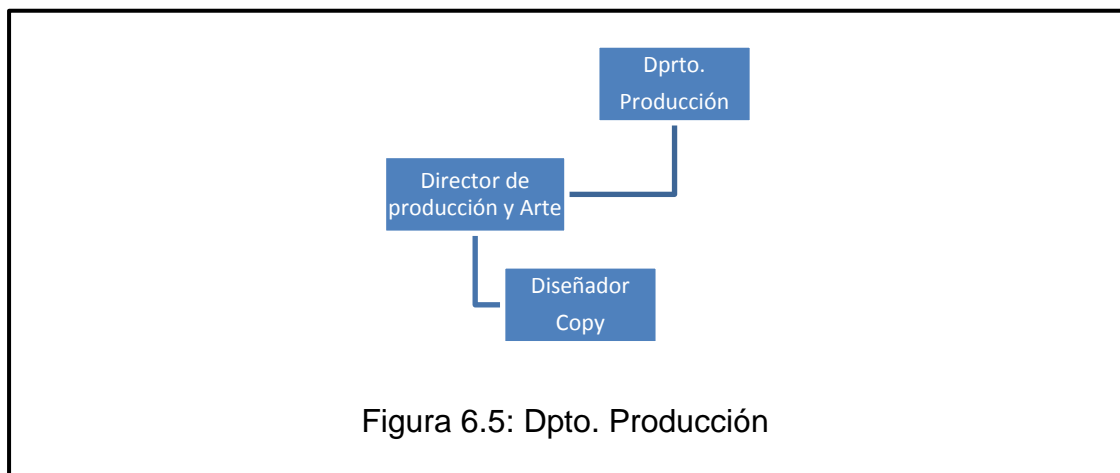 Dprto.
Producción
Director de
producción y Arte
Diseñador
Copy
Figura 6.5: Dpto. Producción